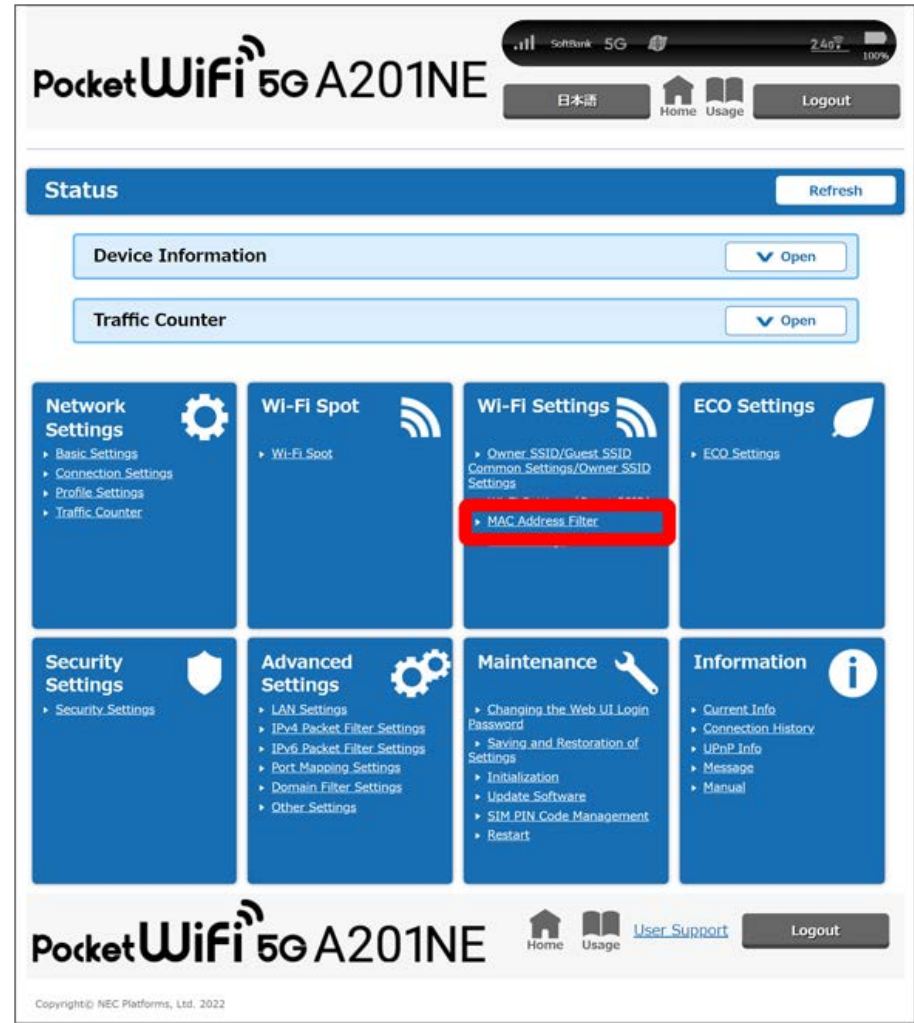 Pocket WiFi 5G A201NE
SoftBank 5G 2.4G 100%
日本語 Home Usage Logout
Status Refresh
Device Information Open
Traffic Counter Open
Network
Settings
Basic Settings
Connection Settings
Profile Settings
Traffic Counter
Wi-Fi Spot
Wi-Fi Spot
Wi-Fi Settings
Owner SSID/Guest SSID
Common Settings/Owner SSID
Settings
MAC Address Filter
ECO Settings
ECO Settings
Security
Settings
Security Settings
Advanced
Settings
LAN Settings
IPv4 Packet Filter Settings
IPv6 Packet Filter Settings
Port Mapping Settings
Domain Filter Settings
Other Settings
Maintenance
Changing the Web UI Login
Password
Saving and Restoration of
Settings
Initialization
Update Software
SIM PIN Code Management
Restart
Information
Current Info
Connection History
UPnP Info
Message
Manual
Pocket WiFi 5G A201NE
Home Usage User Support Logout
Copyright© NEC Platforms, Ltd. 2022